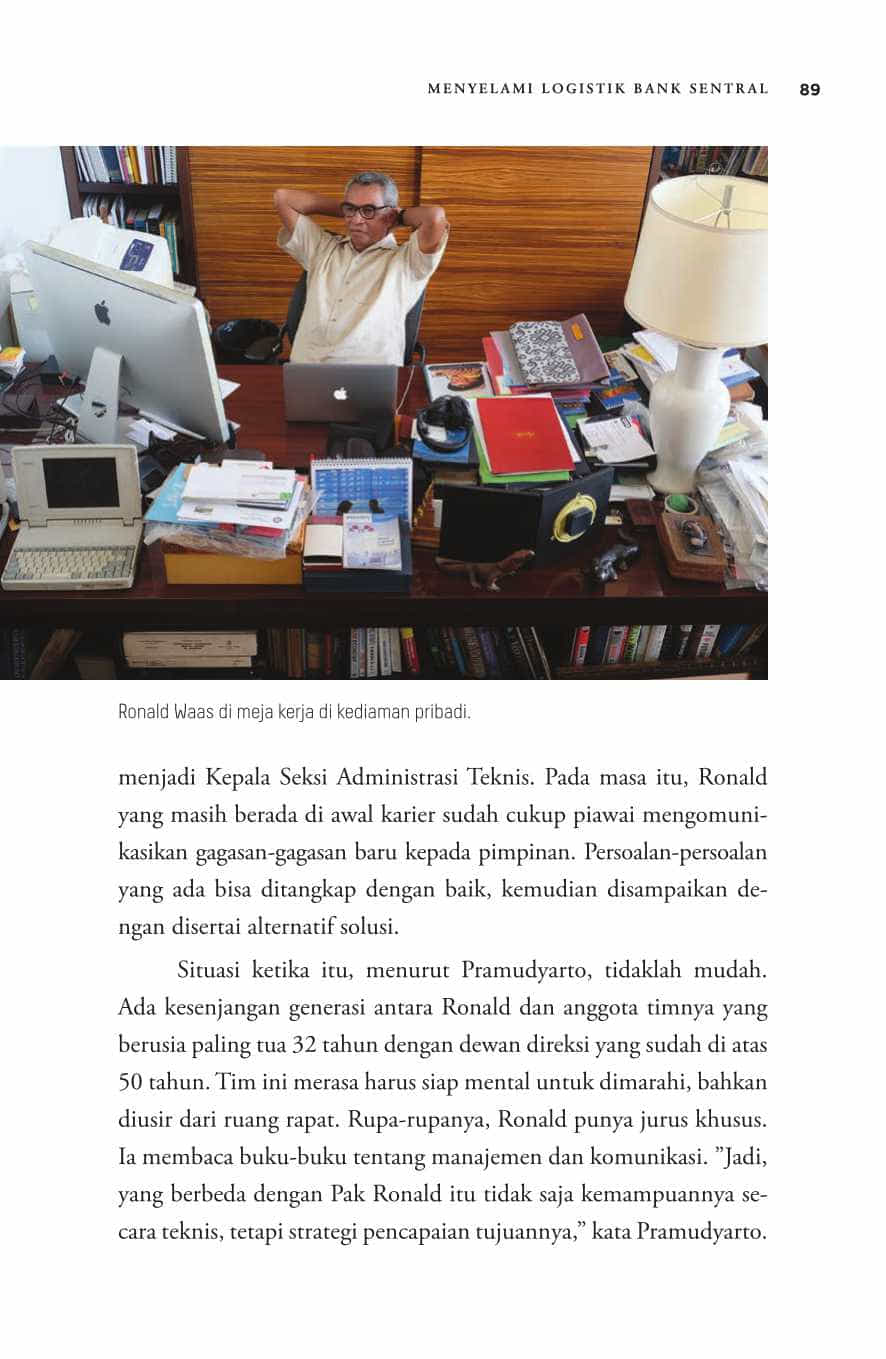 MENYELAMI LOGISTIK BANK SENTRAL 89
Ronald Waas di meja kerja di kediaman pribadi.
menjadi Kepala Seksi Administrasi Teknis. Pada masa itu, Ronald
yang masih berada di awal karier sudah cukup piawai mengomuni-
kasikan gagasan-gagasan baru kepada pimpinan. Persoalan-persoalan
yang ada bisa ditangkap dengan baik, kemudian disampaikan de-
ngan disertai alternatif solusi.
Situasi ketika itu, menurut Pramudyarto, tidaklah mudah.
Ada kesenjangan generasi antara Ronald dan anggota timnya yang
berusia paling tua 32 tahun dengan dewan direksi yang sudah di atas
50 tahun. Tim ini merasa harus siap mental untuk dimarahi, bahkan
diusir dari ruang rapat. Rupa-rupanya, Ronald punya jurus khusus.
Ia membaca buku-buku tentang manajemen dan komunikasi. ”Jadi,
yang berbeda dengan Pak Ronald itu tidak saja kemampuannya se-
cara teknis, tetapi strategi pencapaian tujuannya,” kata Pramudyarto.